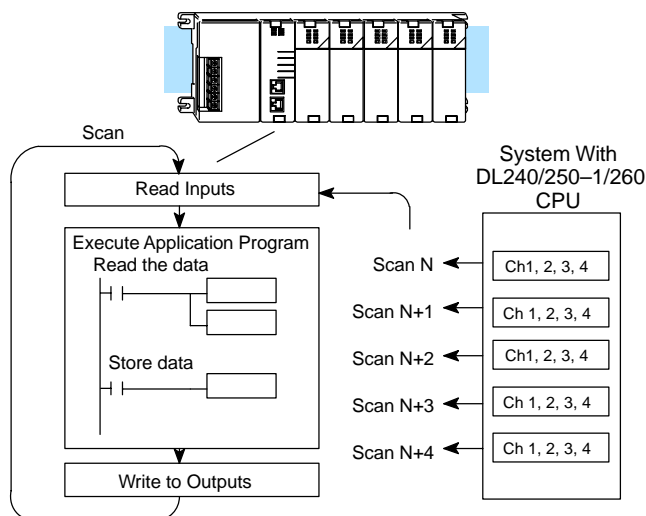 Scan
Read Inputs
Execute Application Program
Read the data
Store data
Write to Outputs
System With
DL240/250–1/260
CPU
Scan N
Ch1, 2, 3, 4
Scan N+1
Ch 1, 2, 3, 4
Scan N+2
Ch1, 2, 3, 4
Scan N+3
Ch 1, 2, 3, 4
Scan N+4
Ch 1, 2, 3, 4